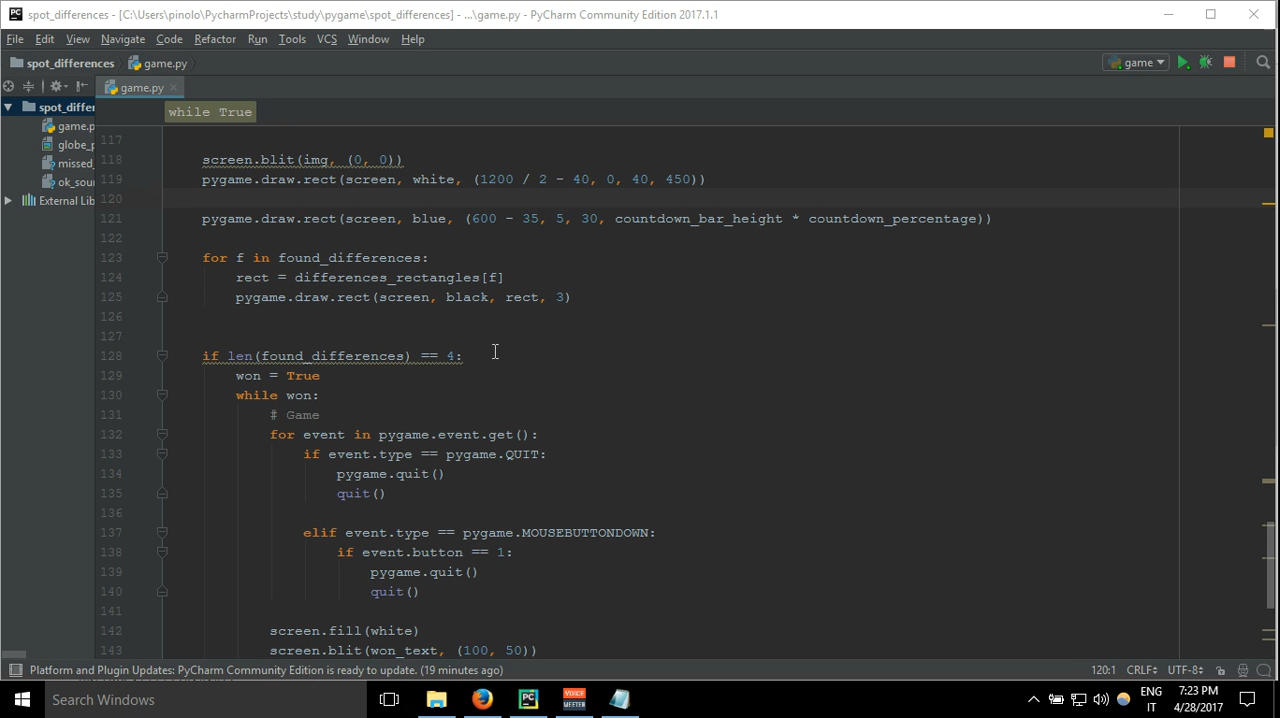 spot_differences - [C:\Users\pinolo\PycharmProjects\study\pygame\spot_differences] - ...\game.py - PyCharm Community Edition 2017.1.1
File Edit View Navigate Code Refactor Run Tools VCS Window Help
spot_differences game.py game
game.py
spot_differen
game.p
globe_p
missed_
ok_soun
External Lib
while True
117
118 screen.blit(img, (0, 0))
119 pygame.draw.rect(screen, white, (1200 / 2 - 40, 0, 40, 450))
120
121 pygame.draw.rect(screen, blue, (600 - 35, 5, 30, countdown_bar_height * countdown_percentage))
122
123 for f in found_differences:
124 rect = differences_rectangles[f]
125 pygame.draw.rect(screen, black, rect, 3)
126
127
128 if len(found_differences) == 4:
129 won = True
130 while won:
131 # Game
132 for event in pygame.event.get():
133 if event.type == pygame.QUIT:
134 pygame.quit()
135 quit()
136
137 elif event.type == pygame.MOUSEBUTTONDOWN:
138 if event.button == 1:
139 pygame.quit()
140 quit()
141
142 screen.fill(white)
143 screen.blit(won_text, (100, 50))
Platform and Plugin Updates: PyCharm Community Edition is ready to update. (19 minutes ago) 120:1 CRLF UTF-8
Search Windows PC VOICE MEETER ENG 7:23 PM
IT 4/28/2017